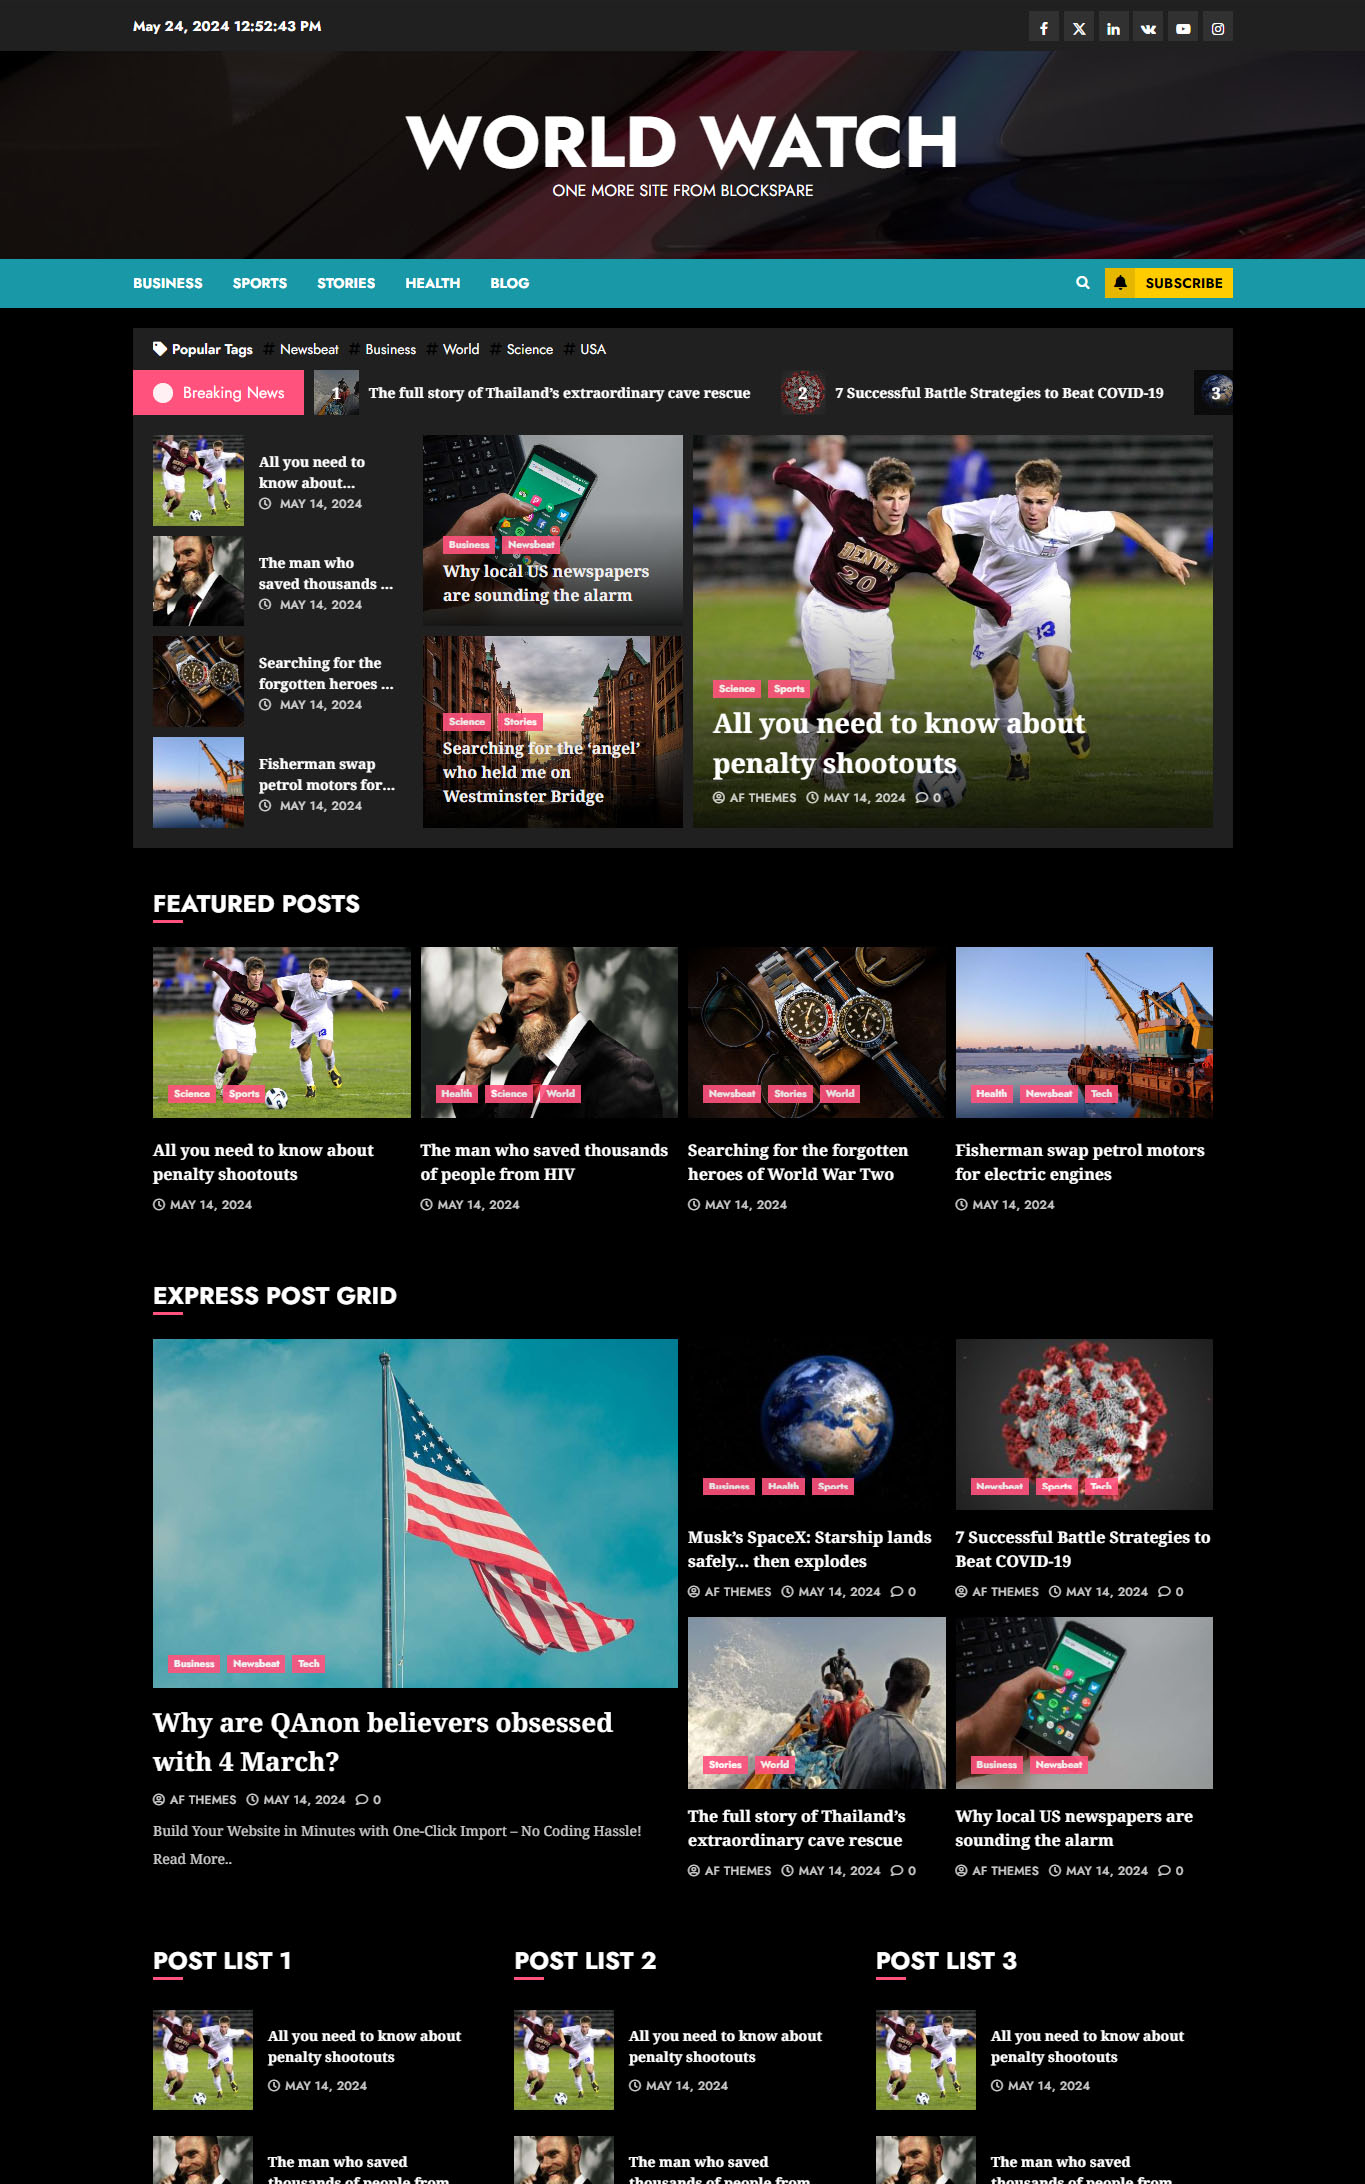 May 24, 2024 12:52:43 PM
WORLD WATCH
ONE MORE SITE FROM BLOCKSPARE
BUSINESS SPORTS STORIES HEALTH BLOG
SUBSCRIBE
Popular Tags # Newsbeat # Business # World # Science # USA
Breaking News
1 The full story of Thailand’s extraordinary cave rescue
2 7 Successful Battle Strategies to Beat COVID-19
3
All you need to
know about...
MAY 14, 2024
The man who
saved thousands ...
MAY 14, 2024
Searching for the
forgotten heroes ...
MAY 14, 2024
Fisherman swap
petrol motors for...
MAY 14, 2024
Business Newsbeat
Why local US newspapers
are sounding the alarm
Science Stories
Searching for the ‘angel’
who held me on
Westminster Bridge
DENVER
20
13
Science Sports
All you need to know about
penalty shootouts
AF THEMES MAY 14, 2024 0
FEATURED POSTS
Science Sports
All you need to know about
penalty shootouts
MAY 14, 2024
Health Science World
The man who saved thousands
of people from HIV
MAY 14, 2024
Newsbeat Stories World
Searching for the forgotten
heroes of World War Two
MAY 14, 2024
Health Newsbeat Tech
Fisherman swap petrol motors
for electric engines
MAY 14, 2024
EXPRESS POST GRID
Business Newsbeat Tech
Why are QAnon believers obsessed
with 4 March?
AF THEMES MAY 14, 2024 0
Build Your Website in Minutes with One-Click Import – No Coding Hassle!
Read More..
Business Health Sports
Musk’s SpaceX: Starship lands
safely... then explodes
AF THEMES MAY 14, 2024 0
Newsbeat Sports Tech
7 Successful Battle Strategies to
Beat COVID-19
AF THEMES MAY 14, 2024 0
Stories World
The full story of Thailand’s
extraordinary cave rescue
AF THEMES MAY 14, 2024 0
Business Newsbeat
Why local US newspapers are
sounding the alarm
AF THEMES MAY 14, 2024 0
POST LIST 1
All you need to know about
penalty shootouts
MAY 14, 2024
The man who saved
thousands of people from
POST LIST 2
All you need to know about
penalty shootouts
MAY 14, 2024
The man who saved
thousands of people from
POST LIST 3
All you need to know about
penalty shootouts
MAY 14, 2024
The man who saved
thousands of people from